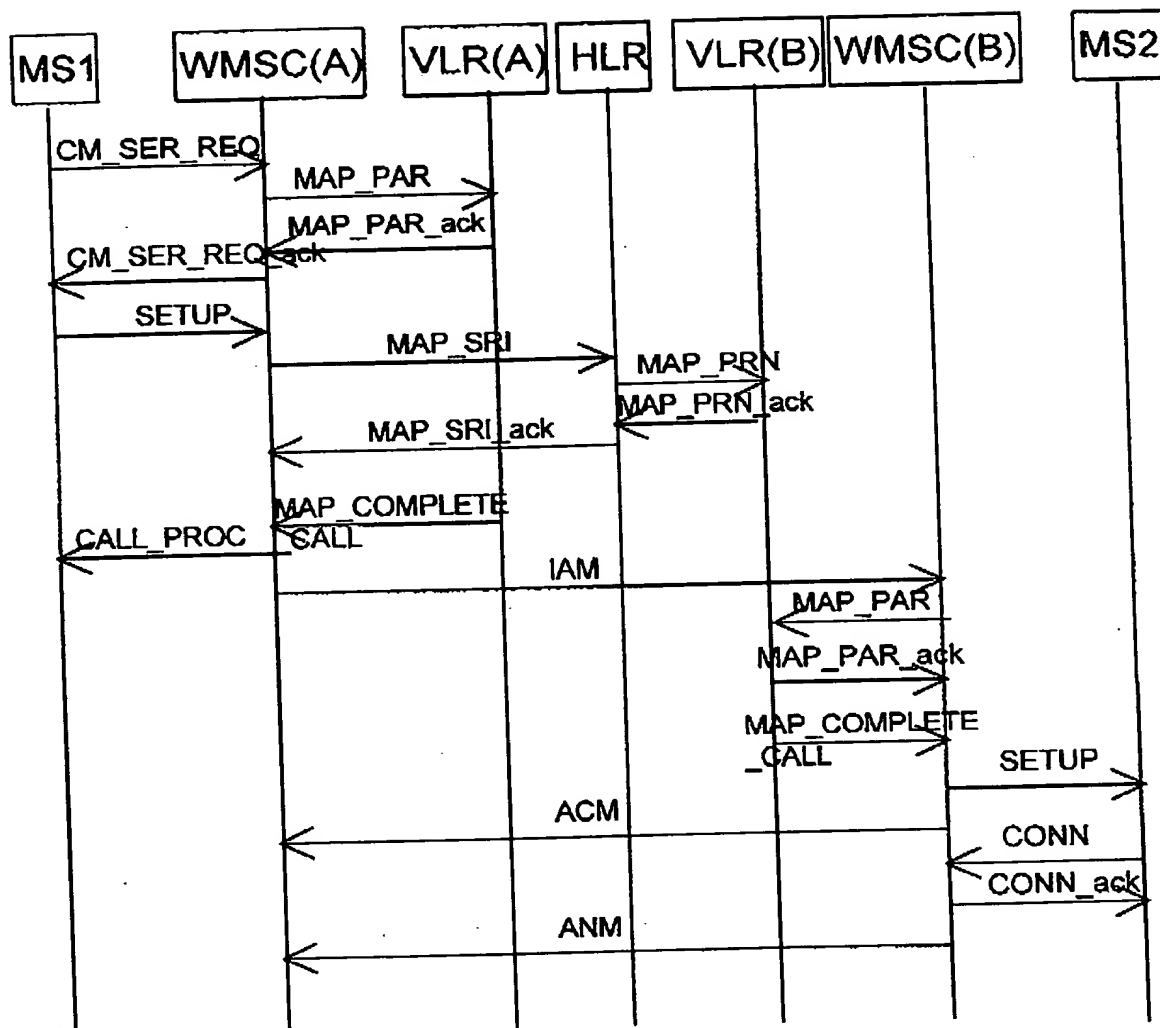 MS1
WMSC(A)
VLR(A)
HLR
VLR(B)
WMSC(B)
MS2
CM_SER_REQ
MAP_PAR
MAP_PAR_ack
CM_SER_REQ_ack
SETUP
MAP_SRI
MAP_PRN
MAP_PRN_ack
MAP_SRI_ack
MAP_COMPLETE
CALL
CALL_PROC
IAM
MAP_PAR
MAP_PAR_ack
MAP_COMPLETE
_CALL
SETUP
ACM
CONN
CONN_ack
ANM